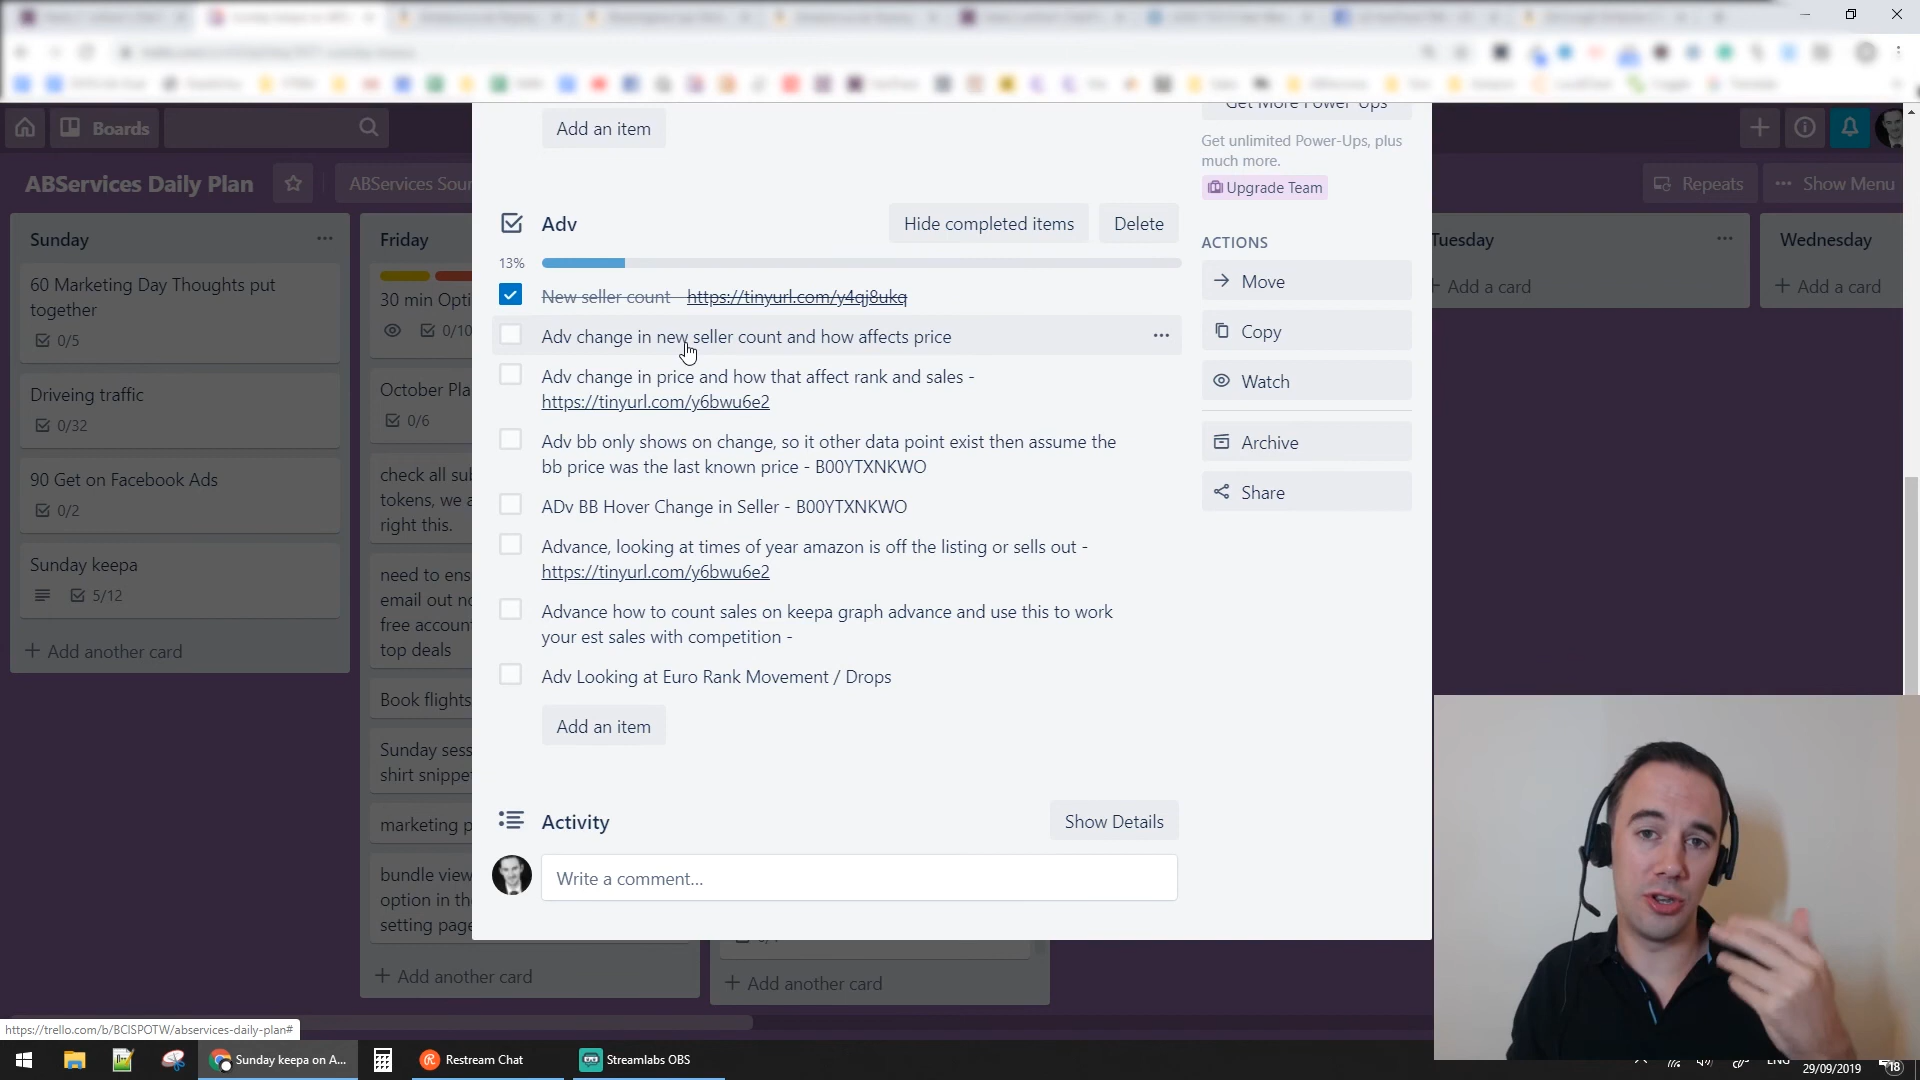 Boards
ABServices Daily Plan
ABServices Sour
Repeats
Show Menu
Sunday
60 Marketing Day Thoughts put
together
0/5
Driveing traffic
0/32
90 Get on Facebook Ads
0/2
Sunday keepa
5/12
Add another card
Friday
30 min Opti
0/10
October Pla
0/6
check all sub
tokens, we a
right this.
need to ens
email out no
free accoun
top deals
Book flights
Sunday sess
shirt snippe
marketing p
bundle view
option in th
setting page
Add another card
Add another card
Add an item
Get More Power-Ups
Get unlimited Power-Ups, plus
much more.
Upgrade Team
Adv
Hide completed items
Delete
13%
New seller count - https://tinyurl.com/y4qj8ukq
Adv change in new seller count and how affects price
Adv change in price and how that affect rank and sales -
https://tinyurl.com/y6bwu6e2
Adv bb only shows on change, so it other data point exist then assume the
bb price was the last known price - B00YTXNKWO
ADv BB Hover Change in Seller - B00YTXNKWO
Advance, looking at times of year amazon is off the listing or sells out -
https://tinyurl.com/y6bwu6e2
Advance how to count sales on keepa graph advance and use this to work
your est sales with competition -
Adv Looking at Euro Rank Movement / Drops
Add an item
Activity
Show Details
Write a comment...
ACTIONS
Move
Copy
Watch
Archive
Share
Tuesday
Add a card
Wednesday
Add a card
https://trello.com/b/BCISPOTW/abservices-daily-plan#
Sunday keepa on A...
Restream Chat
Streamlabs OBS
ENG
29/09/2019
18